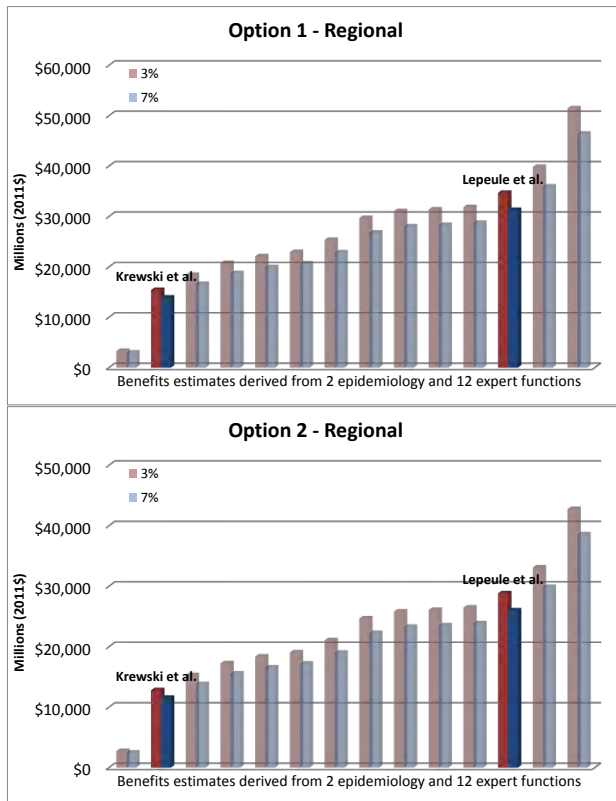 Option 1 - Regional
$60,000
3%
7%
$50,000
$40,000
Lepeule et al.
Millions (2011$)
$30,000
$20,000
Krewski et al.
$10,000
$0
Benefits estimates derived from 2 epidemiology and 12 expert functions
Option 2 - Regional
$50,000
3%
7%
$40,000
$30,000
Lepeule et al.
Millions (2011$)
$20,000
Krewski et al.
$10,000
$0
Benefits estimates derived from 2 epidemiology and 12 expert functions